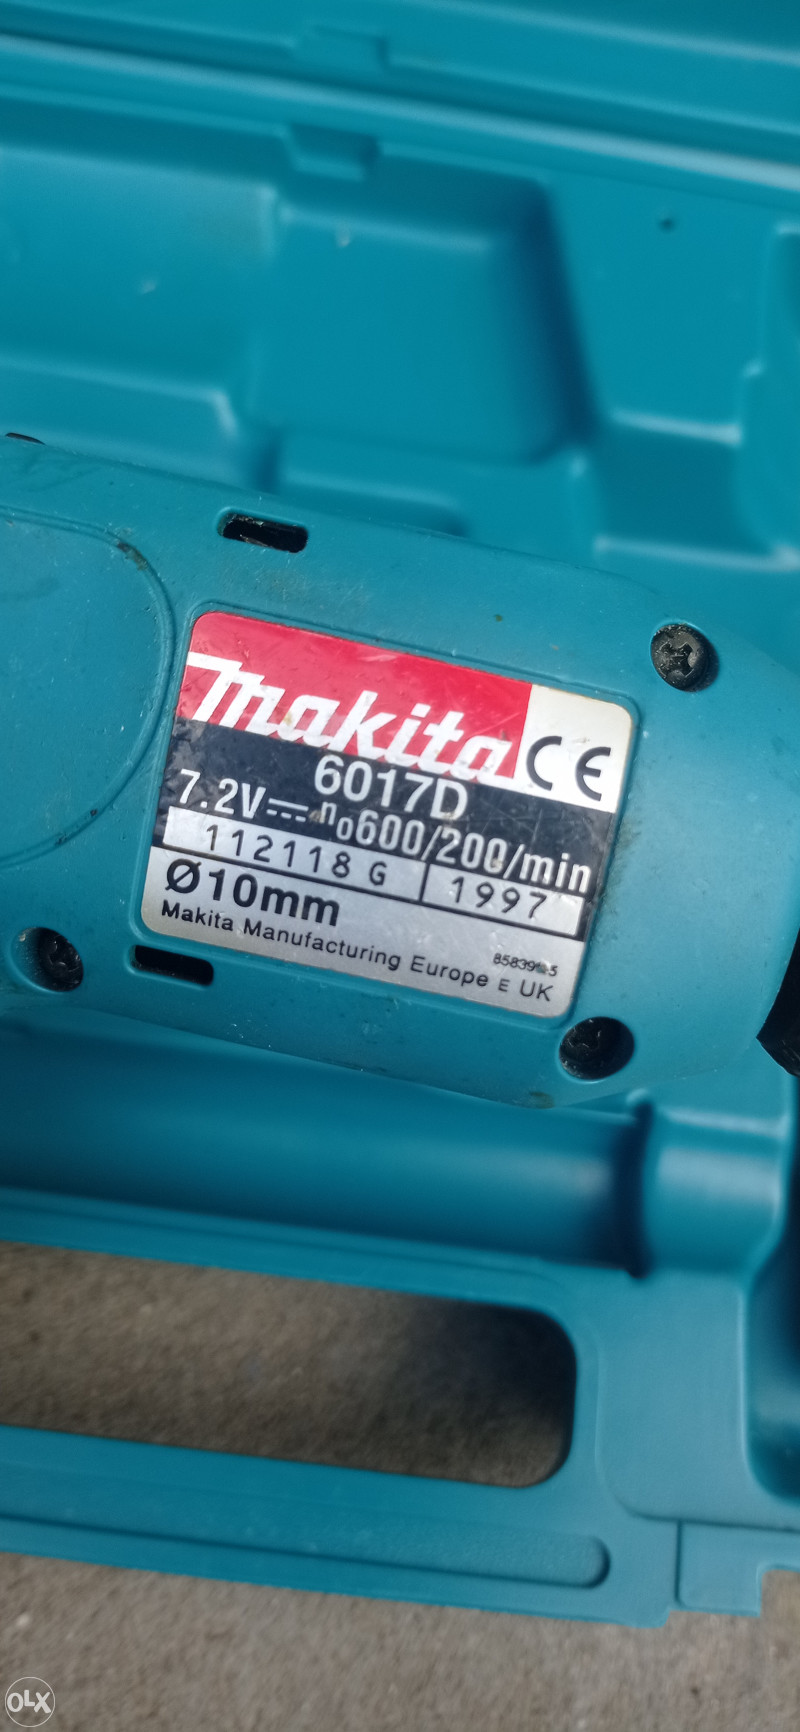 makita
CE
6017D
7.2V n₀600/200/min
112118 G 1997
Ø10mm
Makita Manufacturing Europe E UK
OLX